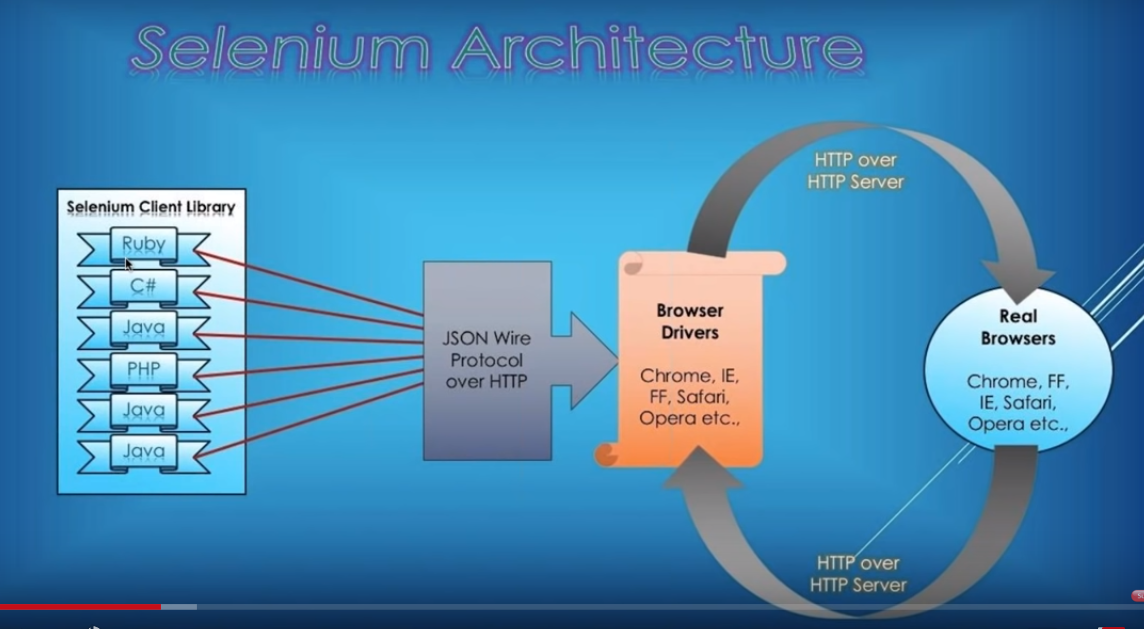 Selenium Architecture
Selenium Client Library
Ruby
C#
Java
PHP
Java
Java
JSON Wire
Protocol
over HTTP
Browser
Drivers
Chrome, IE,
FF, Safari,
Opera etc.,
HTTP over
HTTP Server
Real
Browsers
Chrome, FF,
IE, Safari,
Opera etc.,
HTTP over
HTTP Server